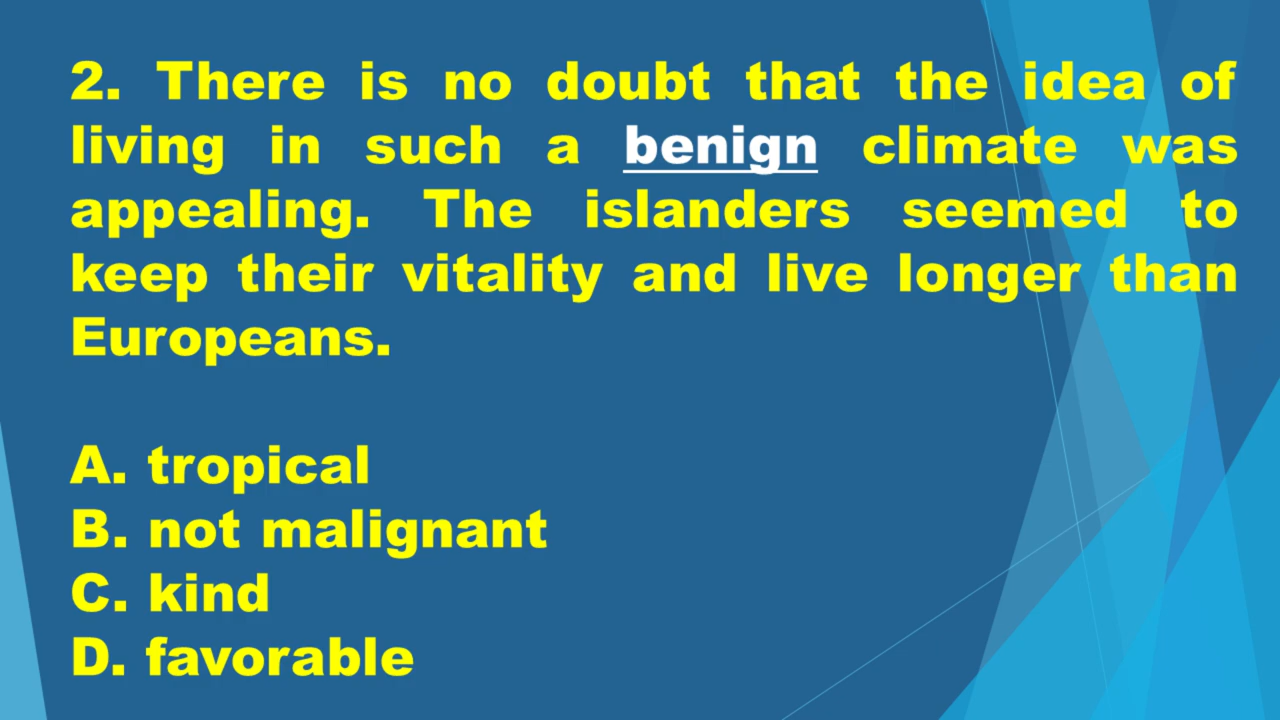 2. There is no doubt that the idea of
living in such a benign climate was
appealing. The islanders seemed to
keep their vitality and live longer than
Europeans.
A. tropical
B. not malignant
C. kind
D. favorable